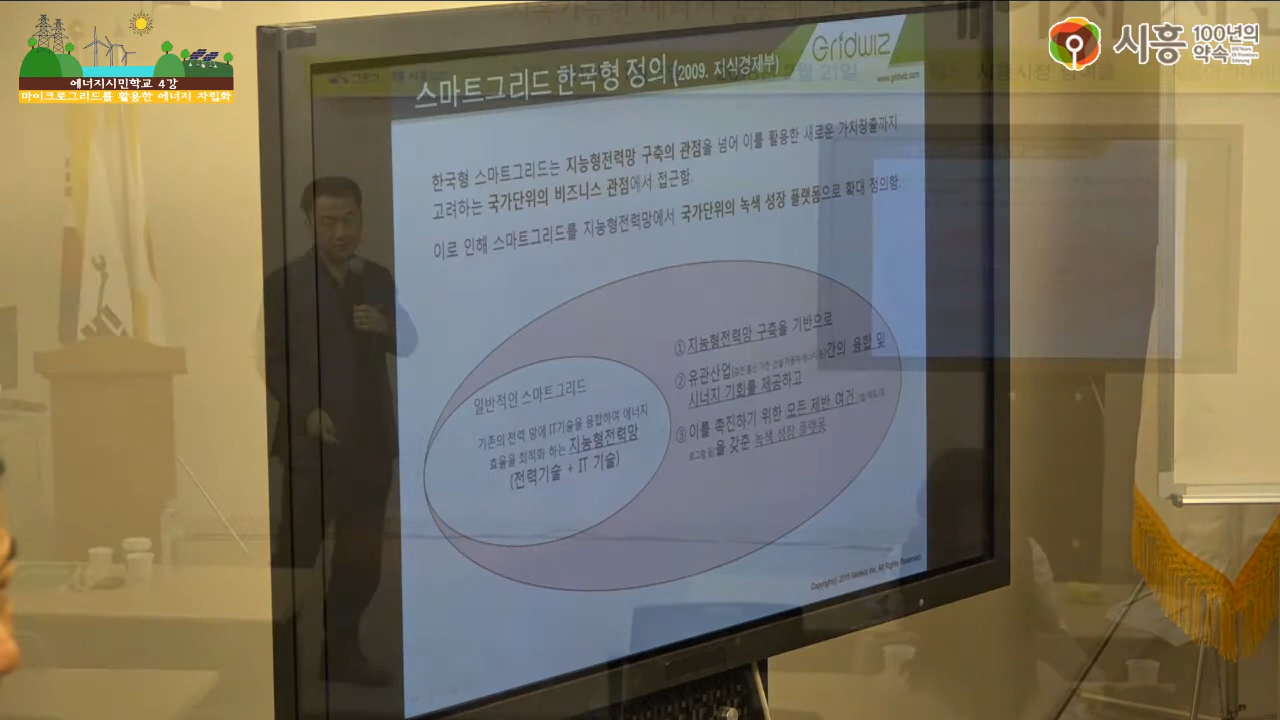 에너지시민학교 4강
마이크로그리드를 활용한 에너지 자립화
시흥 100년의 약속
Gridwiz
www.gridwiz.com
스마트그리드 한국형 정의 (2009. 지식경제부)
한국형 스마트그리드는 지능형전력망 구축의 관점을 넘어 이를 활용한 새로운 가치창출까지
고려하는 국가단위의 비즈니스 관점에서 접근함.
이로 인해 스마트그리드를 지능형전력망에서 국가단위의 녹색 성장 플랫폼으로 확대 정의함.
일반적인 스마트그리드
기존의 전력 망에 IT기술을 융합하여 에너지
효율을 최적화 하는 지능형전력망
(전력기술 + IT 기술)
① 지능형전력망 구축을 기반으로
② 유관산업 간의 융합 및
시너지 기회를 제공하고
③ 이를 촉진하기 위한 모든 제반 여건
을 갖춘 녹색 성장 플랫폼
Copyright© 2015 Gridwiz Inc. All Rights Reserved.